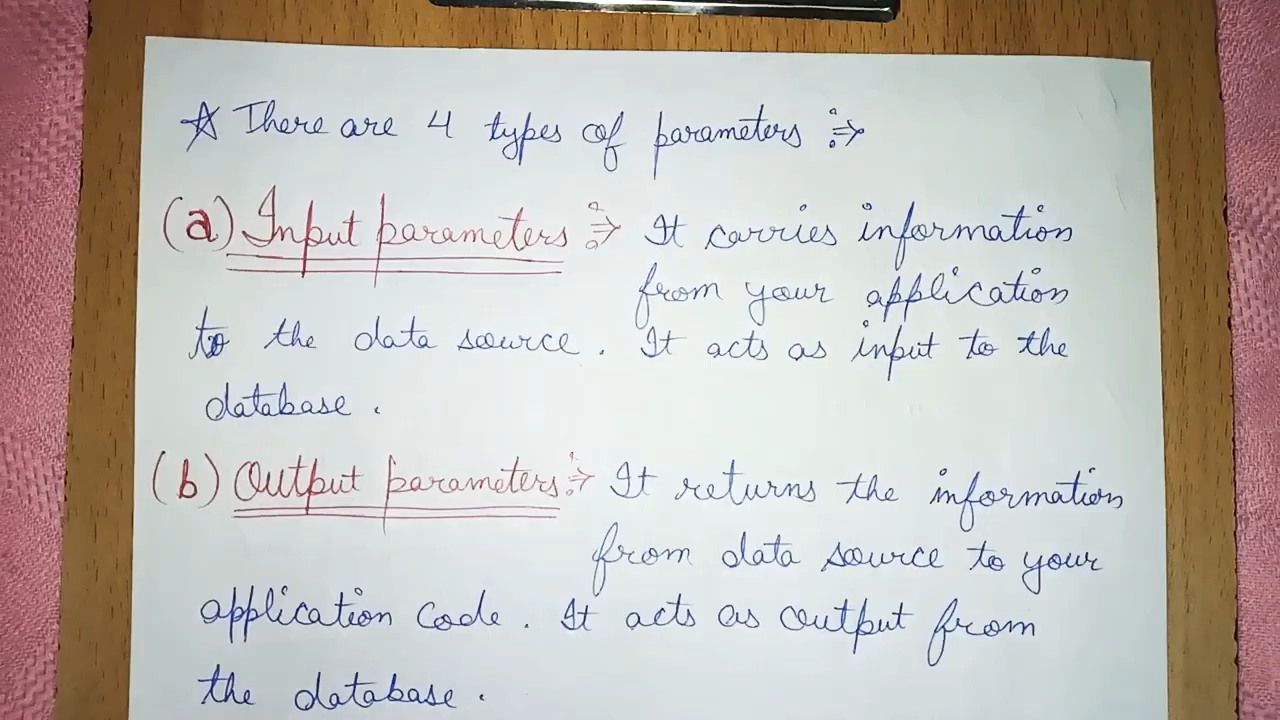 ☆ There are 4 types of parameters :⇒
(a) Input parameters :⇒ It carries information
from your application
to the data source. It acts as input to the
database.
(b) Output parameters :⇒ It returns the information
from data source to your
application code. It acts as output from
the database.